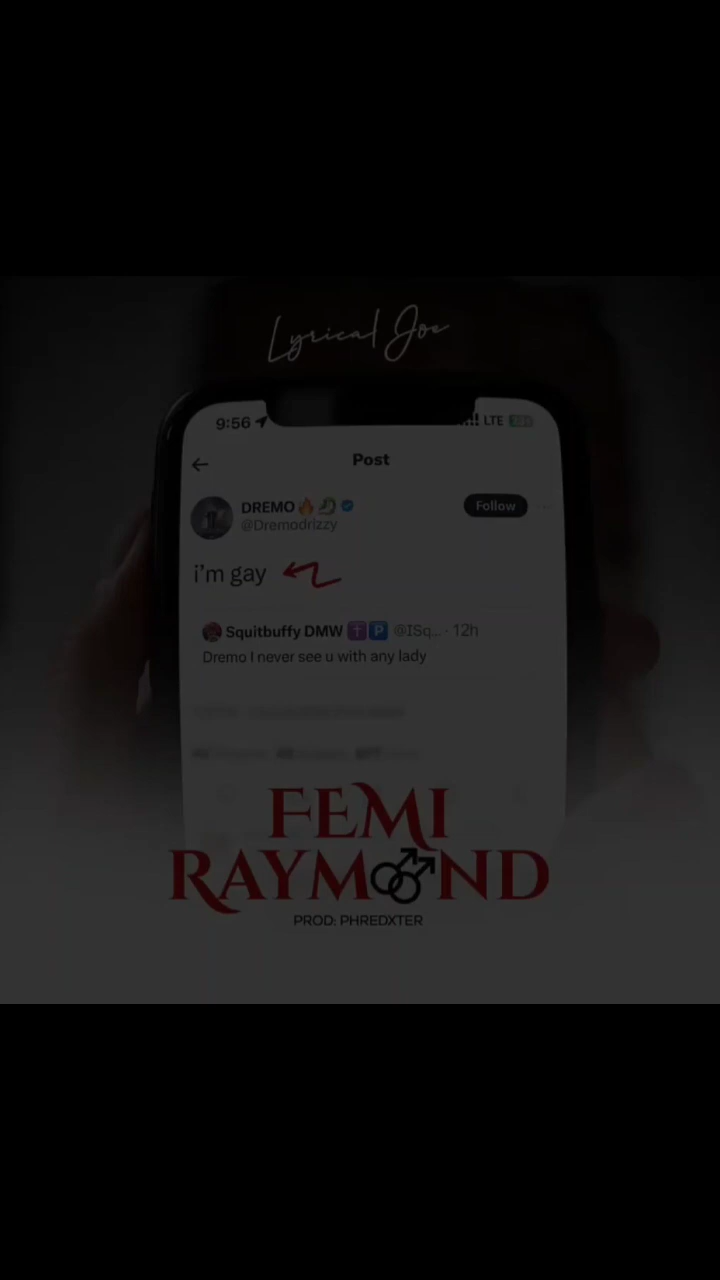 Lyrical Joe
9:56
LTE
Post
DREMO
@Dremodrizzy
Follow
i'm gay
Squitbuffy DMW P @ISq... · 12h
Dremo I never see u with any lady
FEMI
RAYMOND
PROD: PHREDXTER